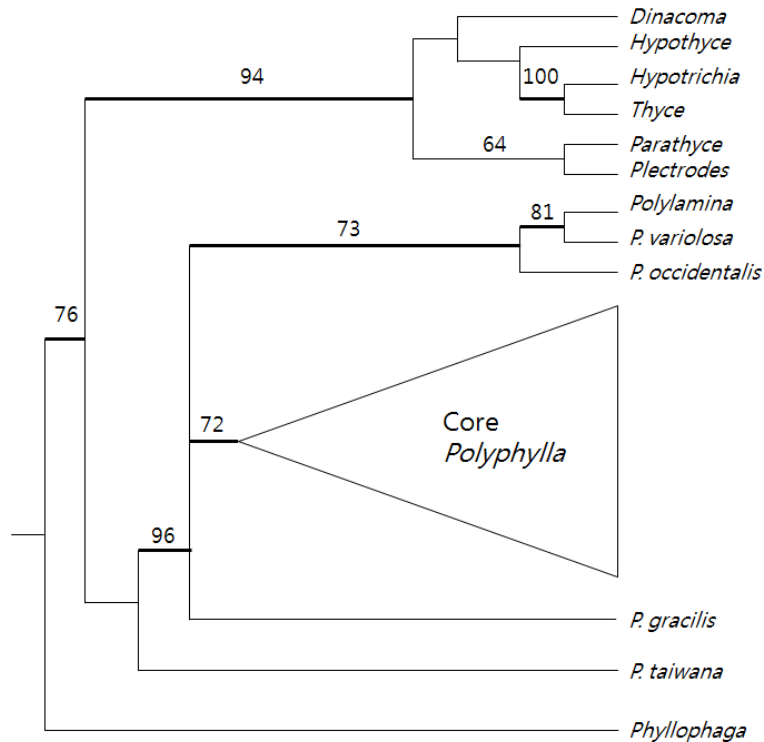 Dinacoma
Hypothyce
94
100
Hypotrichia
Thyce
64
Parathyce
Plectrodes
81
Polylamina
73
P. variolosa
P. occidentalis
76
72
Core
Polyphylla
96
P. gracilis
P. taiwana
Phyllophaga